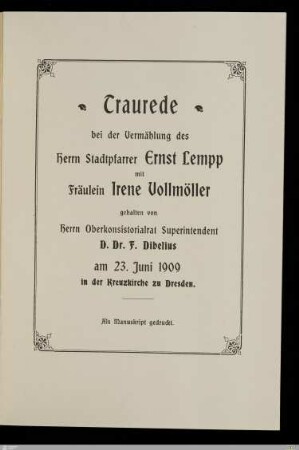 Traurede
bei der Vermählung des
Herrn Stadtpfarrer Ernst Lempp
mit
Fräulein Irene Vollmöller
gehalten von
Herrn Oberkonsistorialrat Superintendent
D. Dr. F. Dibelius
am 23. Juni 1909
in der Kreuzkirche zu Dresden.
Als Manuskript gedruckt.